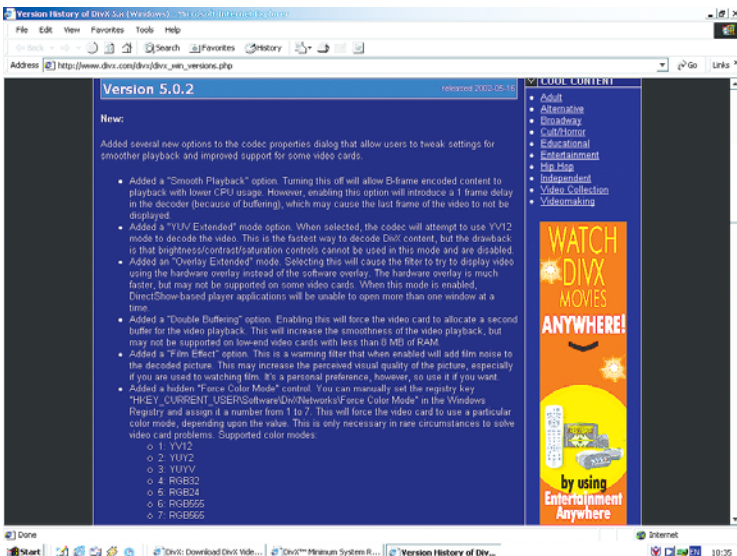 Version History of DivX 5.xx (Windows) - Microsoft Internet Explorer
File Edit View Favorites Tools Help
Back Search Favorites History
Address http://www.divx.com/divx/divx_win_versions.php Go Links
Version 5.0.2 released 2002-05-16
New:
Added several new options to the codec properties dialog that allow users to tweak settings for
smoother playback and improved support for some video cards.
Added a "Smooth Playback" option. Turning this off will allow B-frame encoded content to
playback with lower CPU usage. However, enabling this option will introduce a 1 frame delay
in the decoder (because of buffering), which may cause the last frame of the video to not be
displayed.
Added a "YUV Extended" mode option. When selected, the codec will attempt to use YV12
mode to decode the video. This is the fastest way to decode DivX content, but the drawback
is that brightness/contrast/saturation controls cannot be used in this mode and are disabled.
Added an "Overlay Extended" mode. Selecting this will cause the filter to try to display video
using the hardware overlay instead of the software overlay. The hardware overlay is much
faster, but may not be supported on some video cards. When this mode is enabled,
DirectShow-based player applications will be unable to open more than one window at a
time.
Added a "Double Buffering" option. Enabling this will force the video card to allocate a second
buffer for the video playback. This will increase the smoothness of the video playback, but
may not be supported on low-end video cards with less than 8 MB of RAM.
Added a "Film Effect" option. This is a warming filter that when enabled will add film noise to
the decoded picture. This may increase the perceived visual quality of the picture, especially
if you are used to watching film. It's a personal preference, however, so use it if you want.
Added a hidden "Force Color Mode" control. You can manually set the registry key
"HKEY_CURRENT_USER\Software\DivXNetworks\Force Color Mode" in the Windows
Registry and assign it a number from 1 to 7. This will force the video card to use a particular
color mode, depending upon the value. This is only necessary in rare circumstances to solve
video card problems. Supported color modes:
1: YV12
2: YUY2
3: YUYV
4: RGB32
5: RGB24
6: RGB555
7: RGB565
COOL CONTENT
Adult
Alternative
Broadway
Cult/Horror
Educational
Entertainment
Hip Hop
Independent
Video Collection
Videomaking
WATCH
DIVX
MOVIES
ANYWHERE!
by using
Entertainment
Anywhere
Done Internet
Start DivX: Download DivX Vide... DivX™ Minimum System R... Version History of Div... EN 10:35